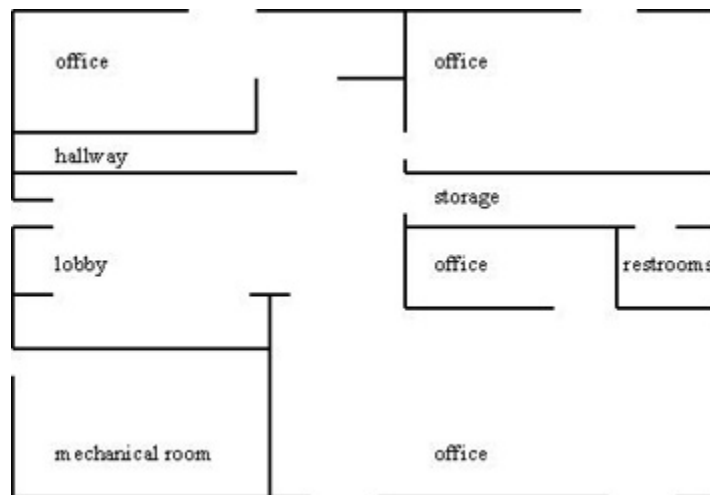 office
office
hallway
storage
lobby
office
restrooms
mechanical room
office